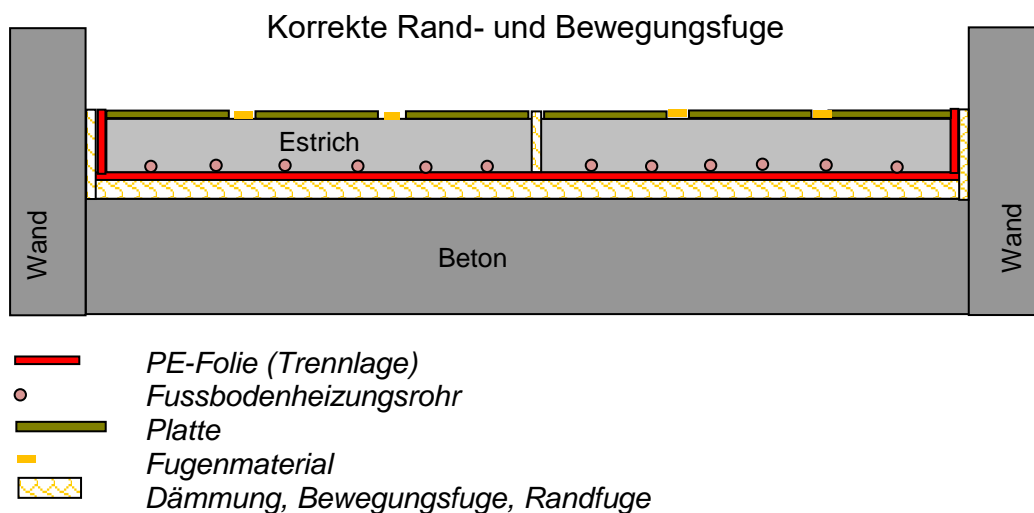 Korrekte Rand- und Bewegungsfuge
Estrich
Wand
Beton
Wand
PE-Folie (Trennlage)
Fussbodenheizungsrohr
Platte
Fugenmaterial
Dämmung, Bewegungsfuge, Randfuge